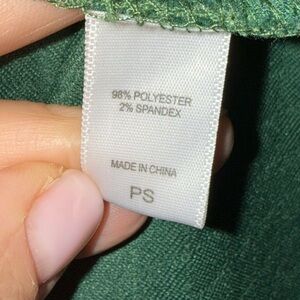 98% POLYESTER
2% SPANDEX
MADE IN CHINA
PS